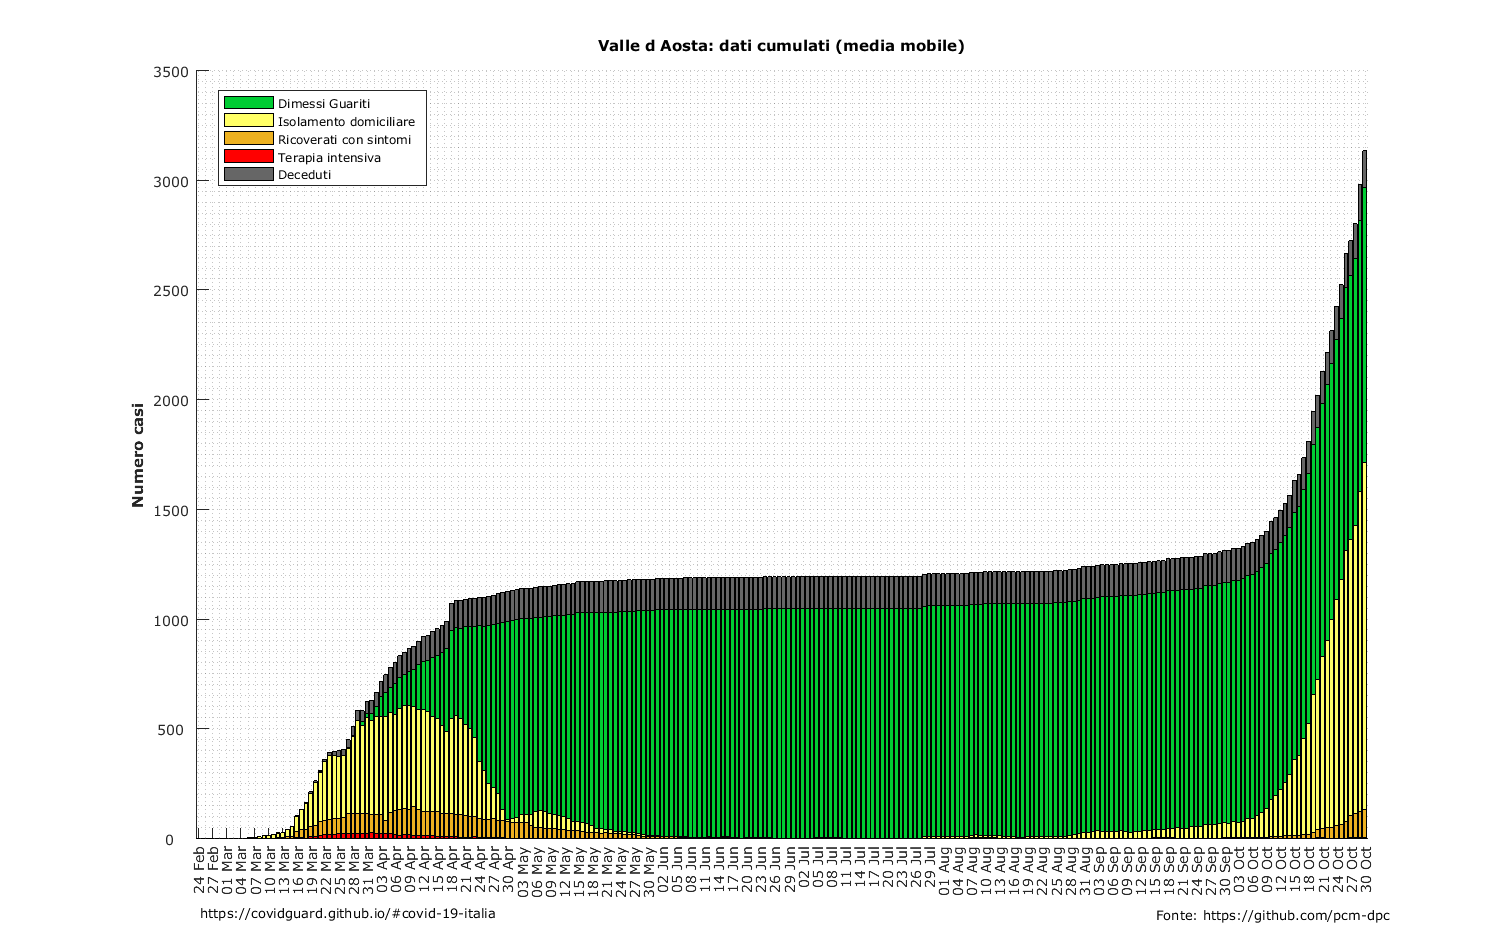 Valle d Aosta: dati cumulati (media mobile)
3500
3000
2500
2000
1500
1000
500
0
Numero casi
Dimessi Guariti
Isolamento domiciliare
Ricoverati con sintomi
Terapia intensiva
Deceduti
24 Feb
27 Feb
01 Mar
04 Mar
07 Mar
10 Mar
13 Mar
16 Mar
19 Mar
22 Mar
25 Mar
28 Mar
31 Mar
03 Apr
06 Apr
09 Apr
12 Apr
15 Apr
18 Apr
21 Apr
24 Apr
27 Apr
30 Apr
03 May
06 May
09 May
12 May
15 May
18 May
21 May
24 May
27 May
30 May
02 Jun
05 Jun
08 Jun
11 Jun
14 Jun
17 Jun
20 Jun
23 Jun
26 Jun
29 Jun
02 Jul
05 Jul
08 Jul
11 Jul
14 Jul
17 Jul
20 Jul
23 Jul
26 Jul
29 Jul
01 Aug
04 Aug
07 Aug
10 Aug
13 Aug
16 Aug
19 Aug
22 Aug
25 Aug
28 Aug
31 Aug
03 Sep
06 Sep
09 Sep
12 Sep
15 Sep
18 Sep
21 Sep
24 Sep
27 Sep
30 Sep
03 Oct
06 Oct
09 Oct
12 Oct
15 Oct
18 Oct
21 Oct
24 Oct
27 Oct
30 Oct
https://covidguard.github.io/#covid-19-italia
Fonte: https://github.com/pcm-dpc